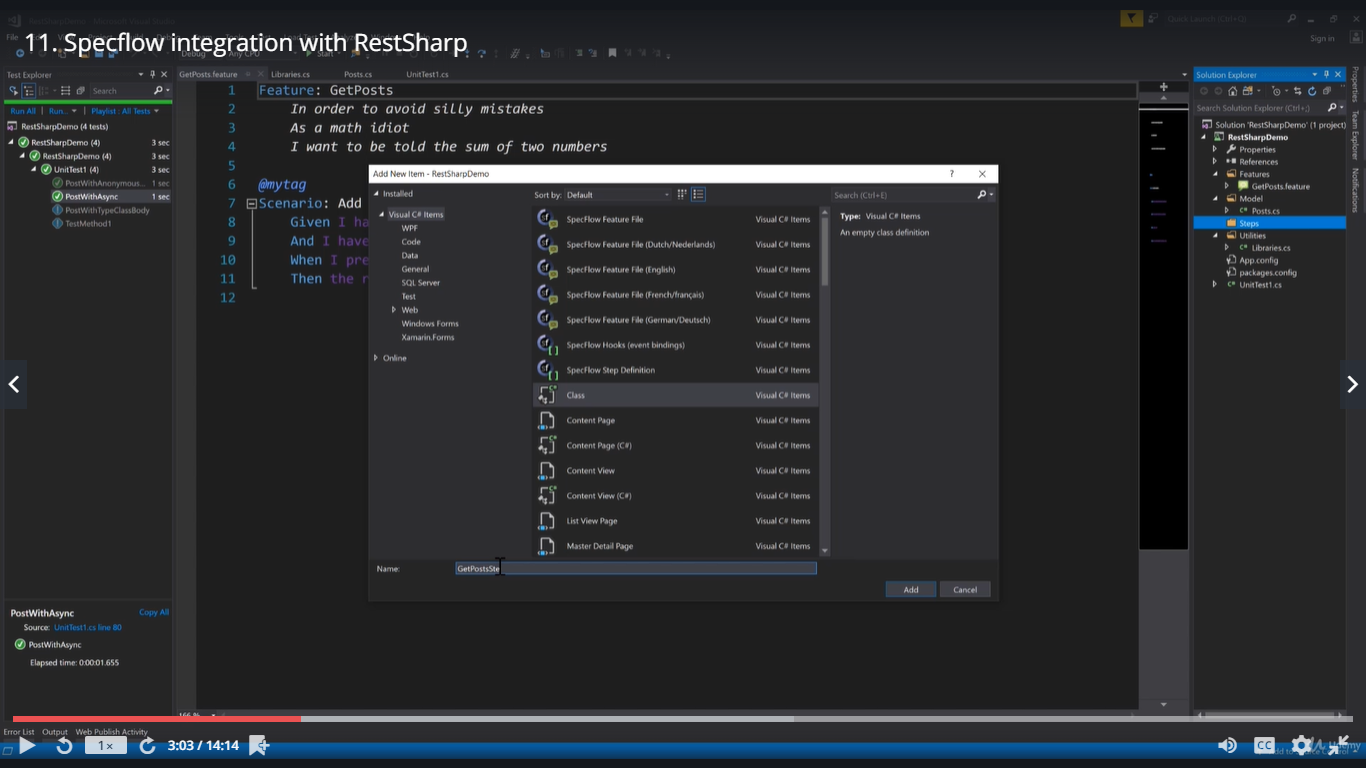 11. Specflow integration with RestSharp
Quick Launch (Ctrl+Q)
Sign in
Test Explorer
GetPosts.feature
Libraries.cs
Posts.cs
UnitTest1.cs
Solution Explorer
Search
Run All | Run... | Playlist : All Tests
RestSharpDemo (4 tests)
RestSharpDemo (4) 3 sec
RestSharpDemo (4) 3 sec
UnitTest1 (4) 3 sec
PostWithAnonymous... 1 sec
PostWithAsync 1 sec
PostWithTypeClassBody
TestMethod1
1 Feature: GetPosts
2 In order to avoid silly mistakes
3 As a math idiot
4 I want to be told the sum of two numbers
5
6 @mytag
7 Scenario: Add
8 Given I ha
9 And I have
10 When I pre
11 Then the r
12
Add New Item - RestSharpDemo
? 
Installed
Sort by: Default
Search (Ctrl+E)
Visual C# Items
WPF
Code
Data
General
SQL Server
Test
Web
Windows Forms
Xamarin.Forms
Online
SpecFlow Feature File Visual C# Items
SpecFlow Feature File (Dutch/Nederlands) Visual C# Items
SpecFlow Feature File (English) Visual C# Items
SpecFlow Feature File (French/français) Visual C# Items
SpecFlow Feature File (German/Deutsch) Visual C# Items
SpecFlow Hooks (event bindings) Visual C# Items
SpecFlow Step Definition Visual C# Items
Class Visual C# Items
Content Page Visual C# Items
Content Page (C#) Visual C# Items
Content View Visual C# Items
Content View (C#) Visual C# Items
List View Page Visual C# Items
Master Detail Page Visual C# Items
Type: Visual C# Items
An empty class definition
Name: GetPostsSte
Add
Cancel
Search Solution Explorer (Ctrl+;)
Solution 'RestSharpDemo' (1 project)
RestSharpDemo
Properties
References
Features
GetPosts.feature
Model
Posts.cs
Steps
Utilities
Libraries.cs
App.config
packages.config
UnitTest1.cs
Properties
Team Explorer
Notifications
PostWithAsync Copy All
Source: UnitTest1.cs line 80
PostWithAsync
Elapsed time: 0:00:01.655
166 %
Error List Output Web Publish Activity
1×
3:03 / 14:14
CC
Udemy